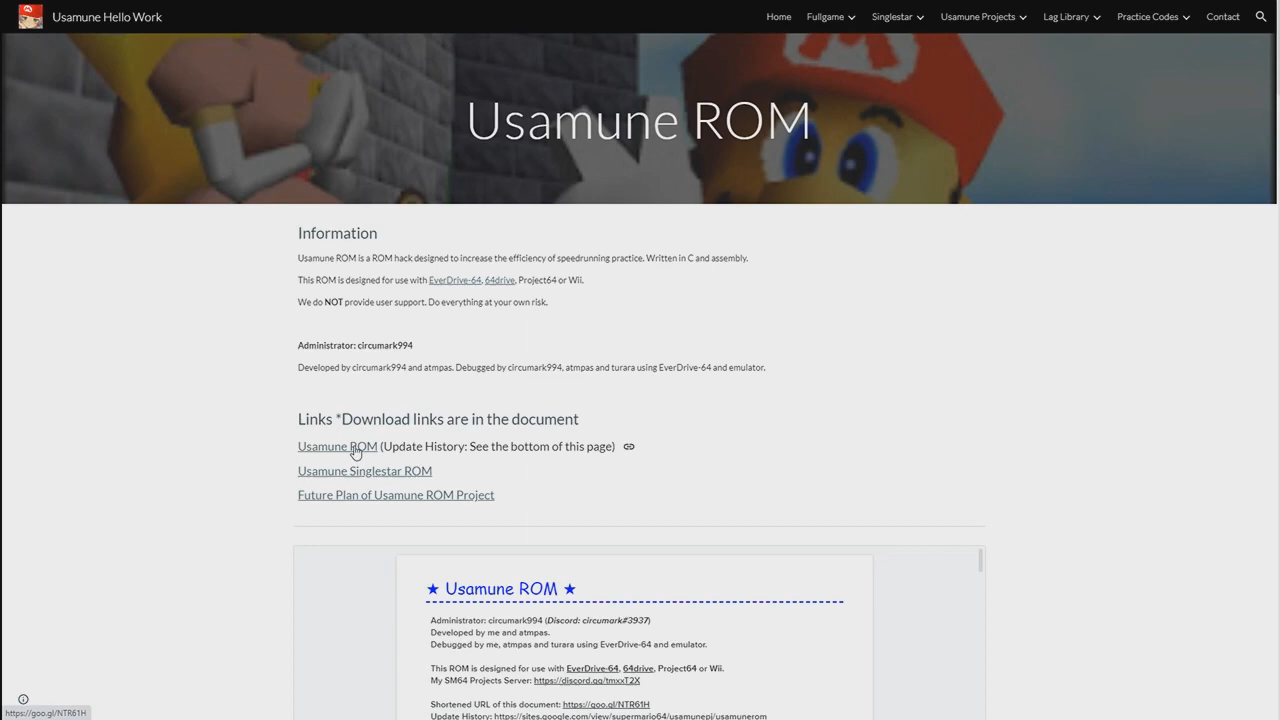 Usamune Hello Work
Home Fullgame Singlestar Usamune Projects Lag Library Practice Codes Contact
Usamune ROM
Information
Usamune ROM is a ROM hack designed to increase the efficiency of speedrunning practice. Written in C and assembly.
This ROM is designed for use with EverDrive-64, 64drive, Project64 or Wii.
We do NOT provide user support. Do everything at your own risk.
Administrator: circumark994
Developed by circumark994 and atmpas. Debugged by circumark994, atmpas and turara using EverDrive-64 and emulator.
Links *Download links are in the document
Usamune ROM (Update History: See the bottom of this page)
Usamune Singlestar ROM
Future Plan of Usamune ROM Project
★ Usamune ROM ★
Administrator: circumark994 (Discord: circumark#3937)
Developed by me and atmpas.
Debugged by me, atmpas and turara using EverDrive-64 and emulator.
This ROM is designed for use with EverDrive-64, 64drive, Project64 or Wii.
My SM64 Projects Server: https://discord.gg/tmxxT2X
Shortened URL of this document: https://goo.gl/NTR61H
Update History: https://sites.google.com/view/supermario64/usamunepj/usamunerom
https://goo.gl/NTR61H